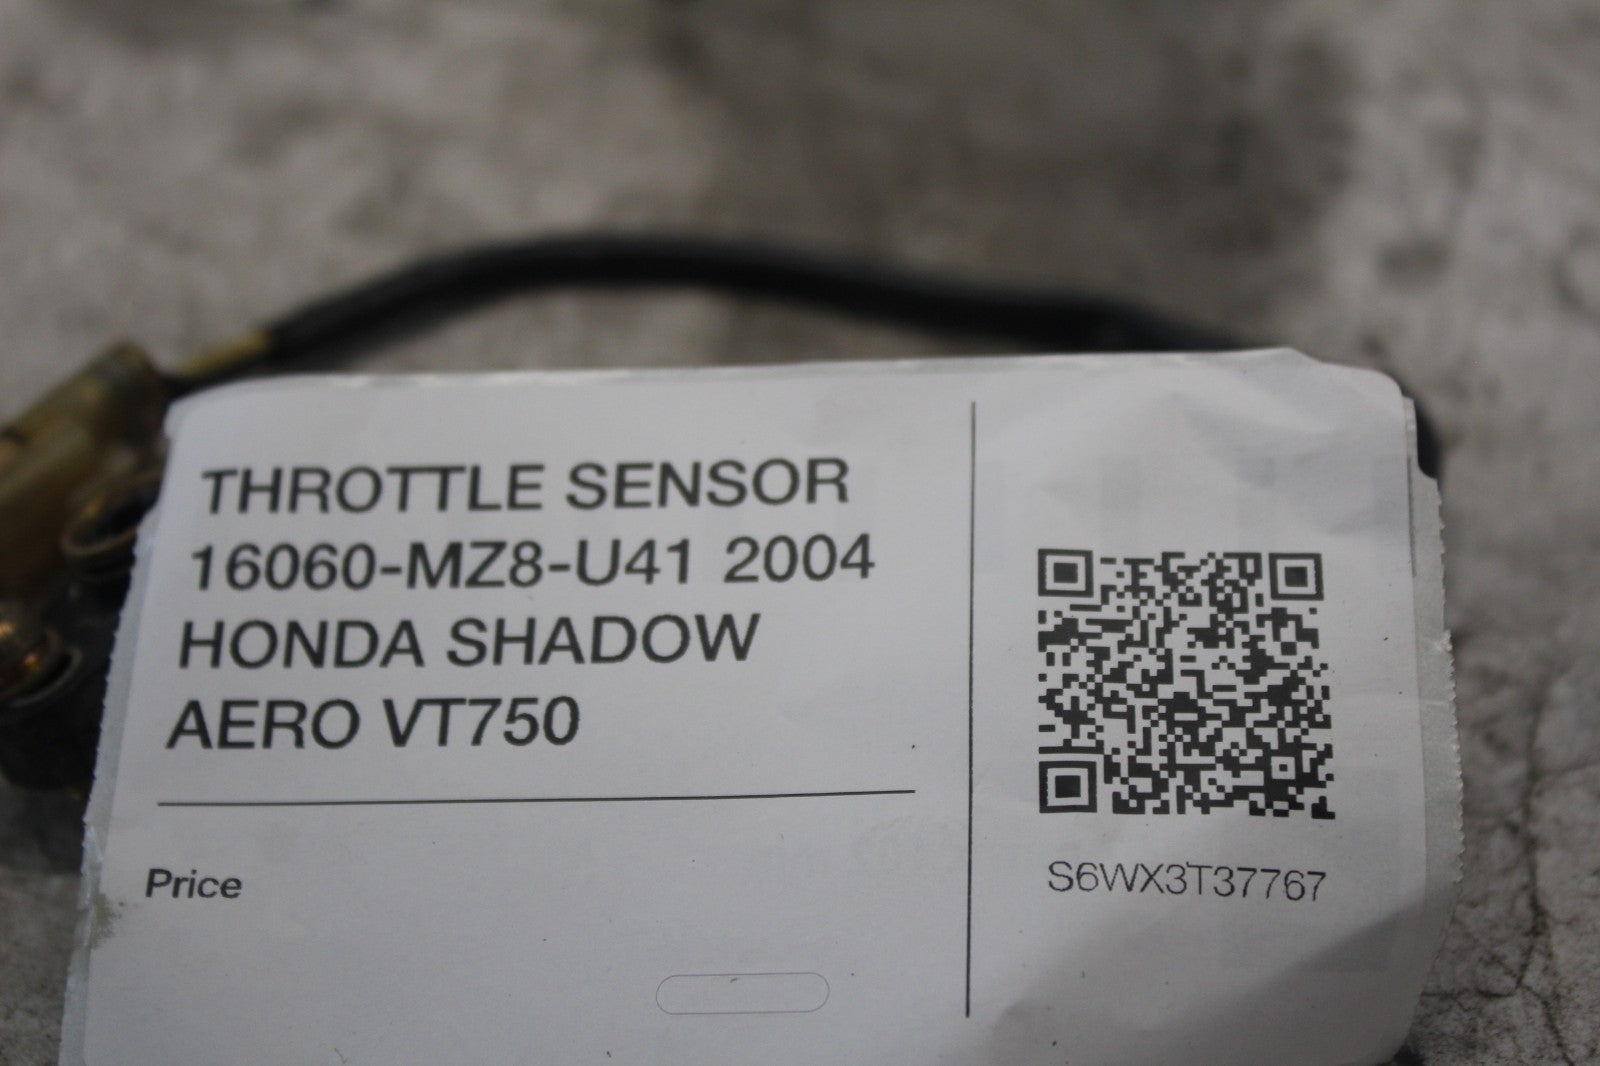 THROTTLE SENSOR
16060-MZ8-U41 2004
HONDA SHADOW
AERO VT750
Price
S6WX3T37767